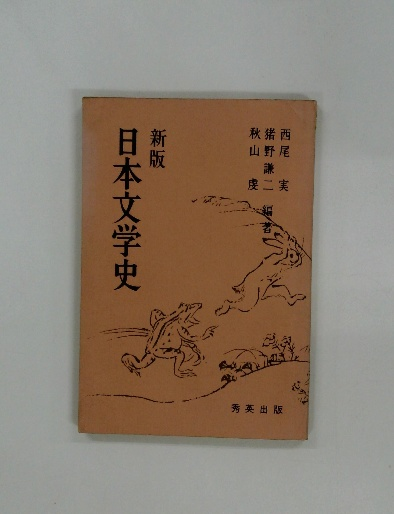 西尾実
猪野謙二 編著
秋山虔
新版
日本文学史
秀英出版